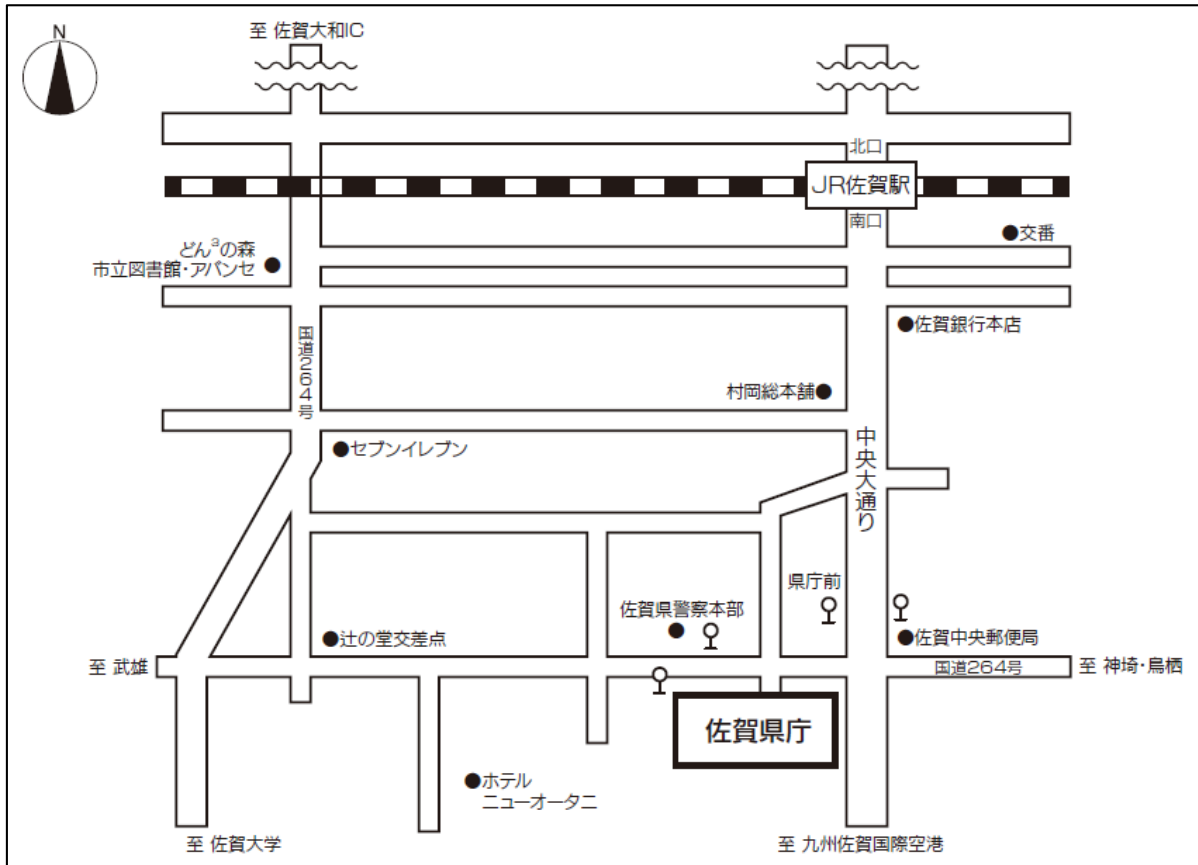 至 佐賀大和IC
N
北口
JR佐賀駅
南口
交番
どん³の森
市立図書館・アバンセ
佐賀銀行本店
国道264号
村岡総本舗
セブンイレブン
中央大通り
県庁前
佐賀県警察本部
辻の堂交差点
佐賀中央郵便局
至 武雄
国道264号
至 神埼・鳥栖
佐賀県庁
ホテル
ニューオータニ
至 佐賀大学
至 九州佐賀国際空港